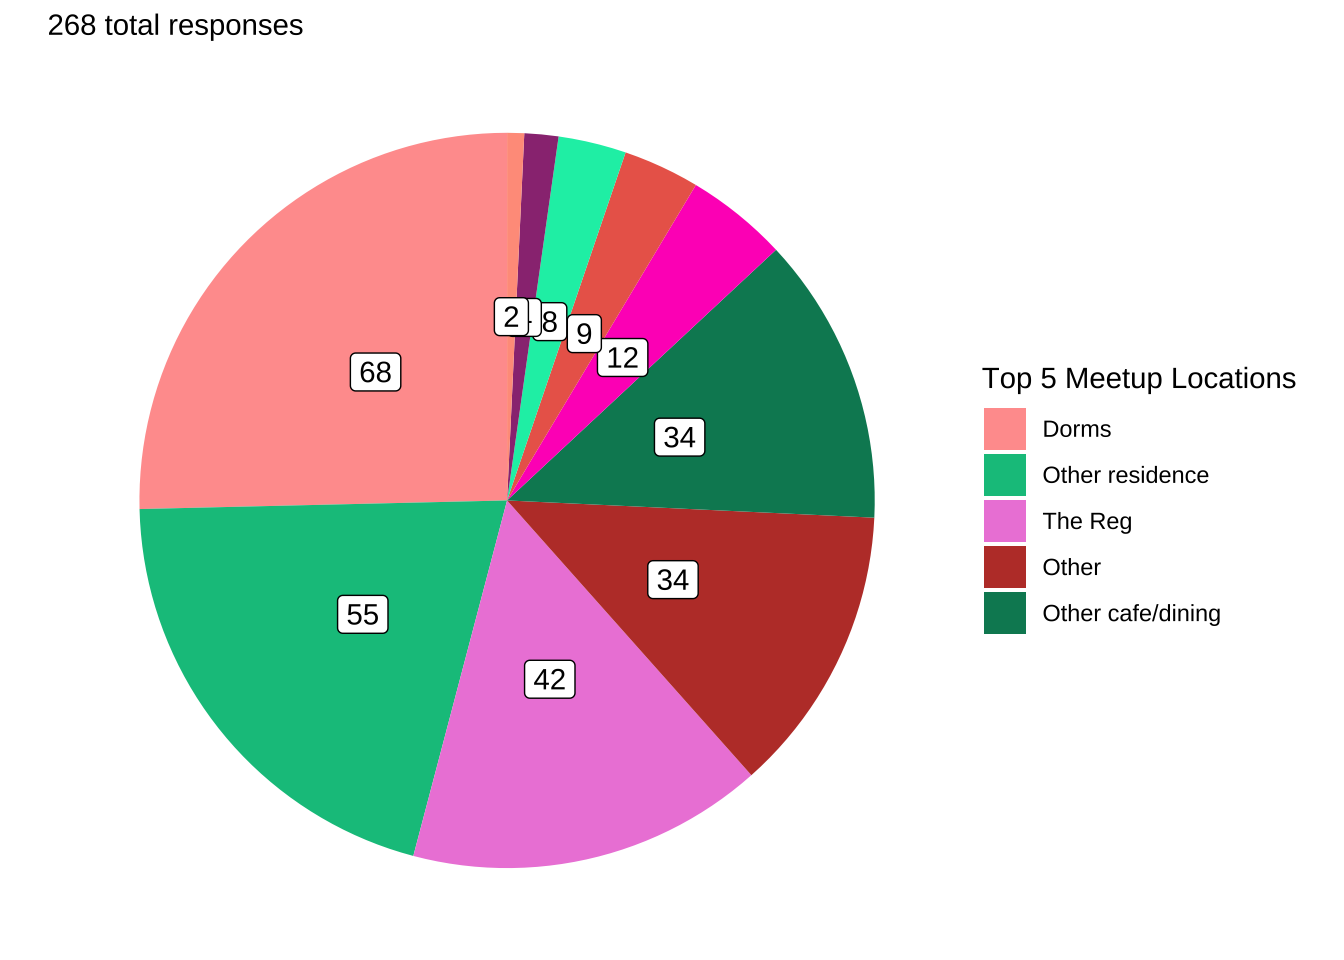 268 total responses
2
8
9
12
68
34
34
55
42
Top 5 Meetup Locations
Dorms
Other residence
The Reg
Other
Other cafe/dining